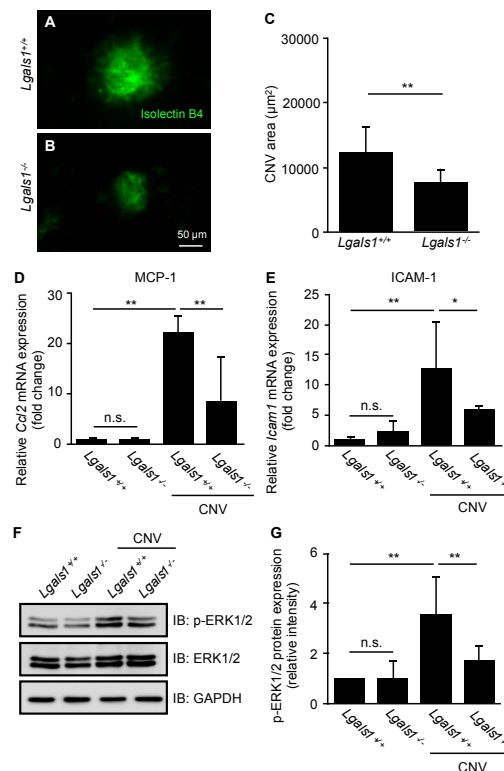 A
Lgals1+/+
Isolectin B4
B
Lgals1-/-
50 µm
C
CNV area (µm²)
30000
20000
10000
0
**
Lgals1+/+
Lgals1-/-
D
MCP-1
Relative Ccl2 mRNA expression
(fold change)
30
20
10
0
**
**
n.s.
Lgals1+/+
Lgals1-/-
Lgals1+/+
Lgals1-/-
CNV
E
ICAM-1
Relative Icam1 mRNA expression
(fold change)
25
20
15
10
5
0
**
*
n.s.
Lgals1+/+
Lgals1-/-
Lgals1+/+
Lgals1-
CNV
F
CNV
Lgals1+/+
Lgals1-/-
Lgals1+/+
Lgals1-/-
IB: p-ERK1/2
IB: ERK1/2
IB: GAPDH
G
p-ERK1/2 protein expression
(relative intensity)
6
4
2
0
**
**
n.s.
Lgals1+/+
Lgals1-/-
Lgals1+/+
Lgals1-
CNV